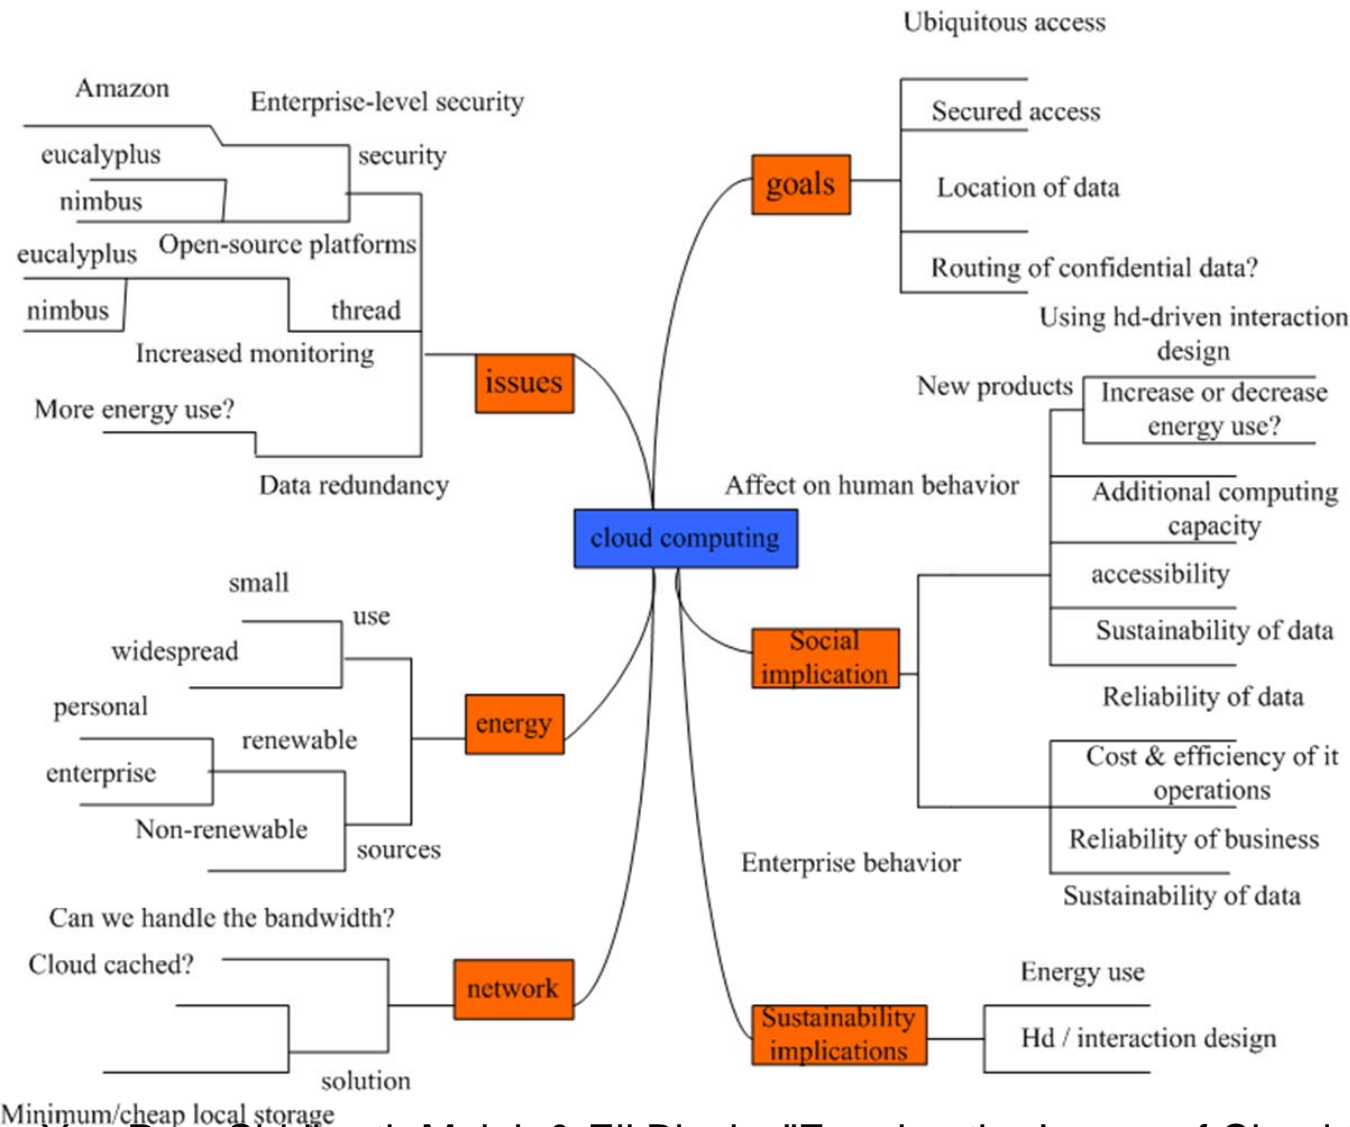 Ubiquitous access
Secured access
goals
Location of data
Routing of confidential data?
Amazon
Enterprise-level security
eucalyplus
security
nimbus
Open-source platforms
eucalyplus
nimbus
thread
Increased monitoring
issues
More energy use?
Data redundancy
Using hd-driven interaction
design
New products
Increase or decrease
energy use?
Affect on human behavior
Additional computing
capacity
accessibility
Sustainability of data
Reliability of data
cloud computing
Social
implication
Cost & efficiency of it
operations
Reliability of business
Enterprise behavior
Sustainability of data
small
use
widespread
personal
energy
renewable
enterprise
Non-renewable
sources
Can we handle the bandwidth?
Cloud cached?
network
solution
Minimum/cheap local storage
Energy use
Sustainability
implications
Hd / interaction design